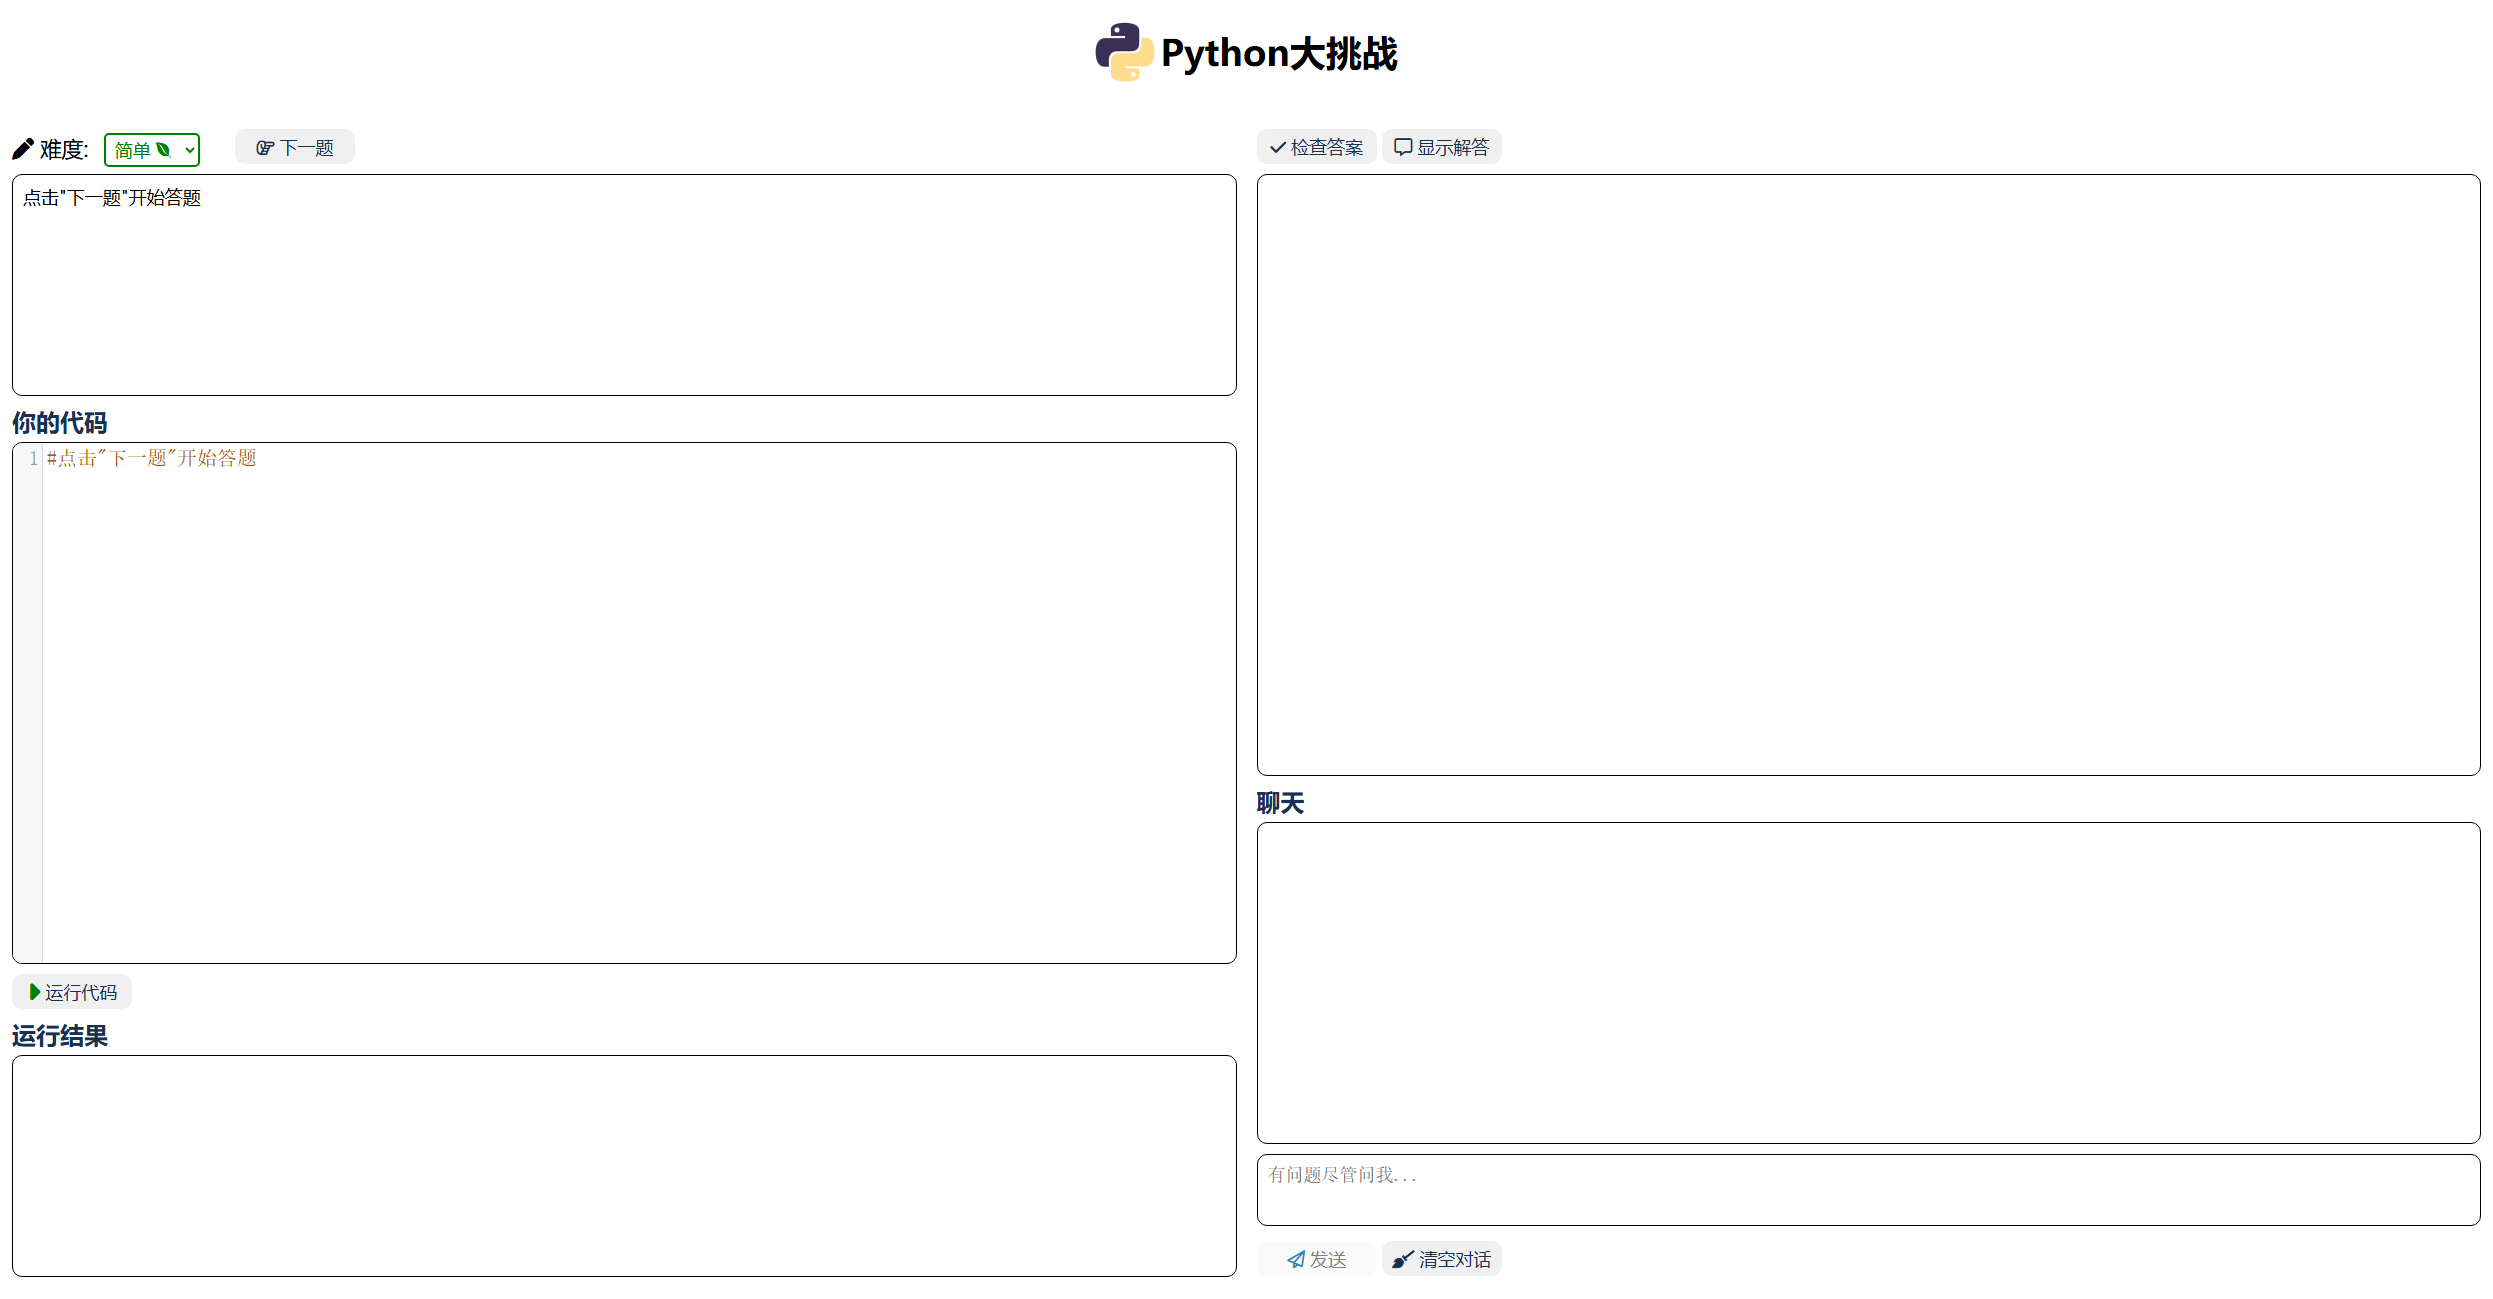 Python大挑战
难度:
简单
下一题
点击"下一题"开始答题
你的代码
1
#点击"下一题"开始答题
运行代码
运行结果
检查答案
显示解答
聊天
有问题尽管问我...
发送
清空对话